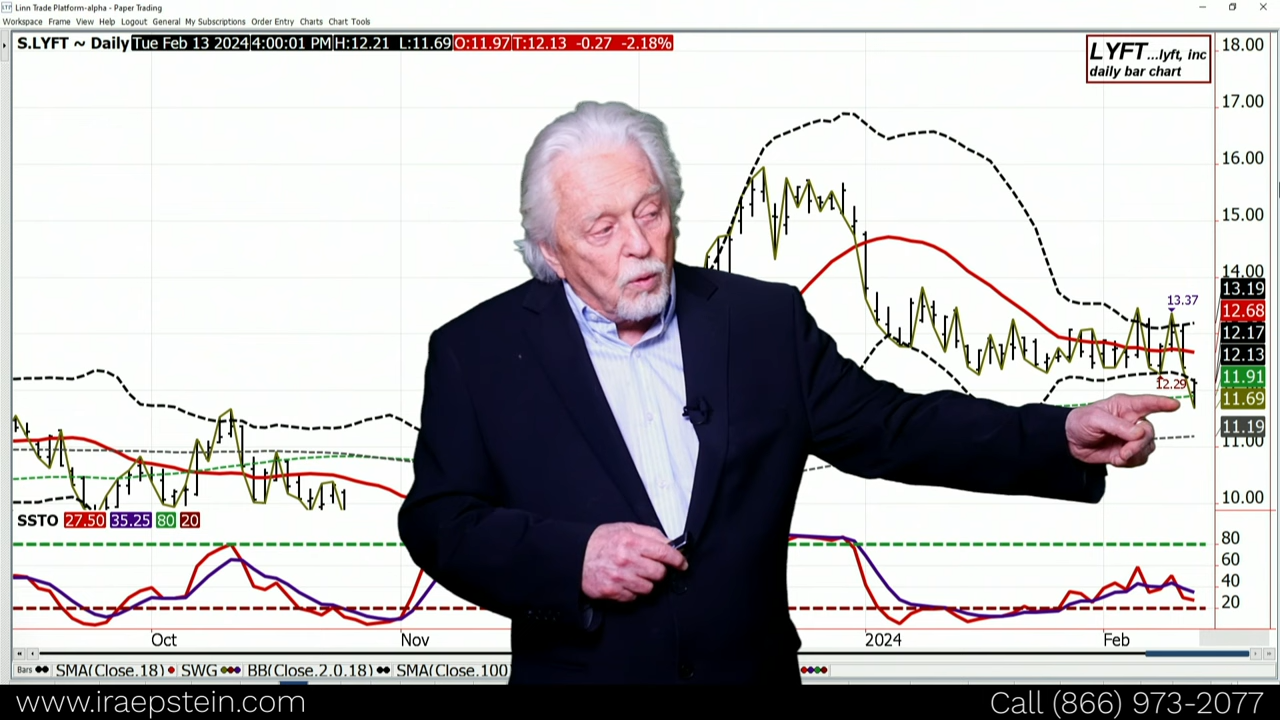 Linn Trade Platform-alpha - Paper Trading
Workspace Frame View Help Logout General My Subscriptions Order Entry Charts Chart Tools
S.LYFT ~ Daily Tue Feb 13 2024 4:00:01 PM H:12.21 L:11.69 O:11.97 T:12.13 -0.27 -2.18%
LYFT...lyft, inc
daily bar chart
18.00
17.00
16.00
15.00
14.00
13.19
13.37
12.68
12.17
12.13
12.29
11.91
11.69
11.19
11.00
10.00
SSTO 27.50 35.25 80 20
80
60
40
20
Oct Nov 2024 Feb
Bars SMA(Close.18) SWG BB(Close.2.0.18) SMA(Close.100
www.iraepstein.com Call (866) 973-2077